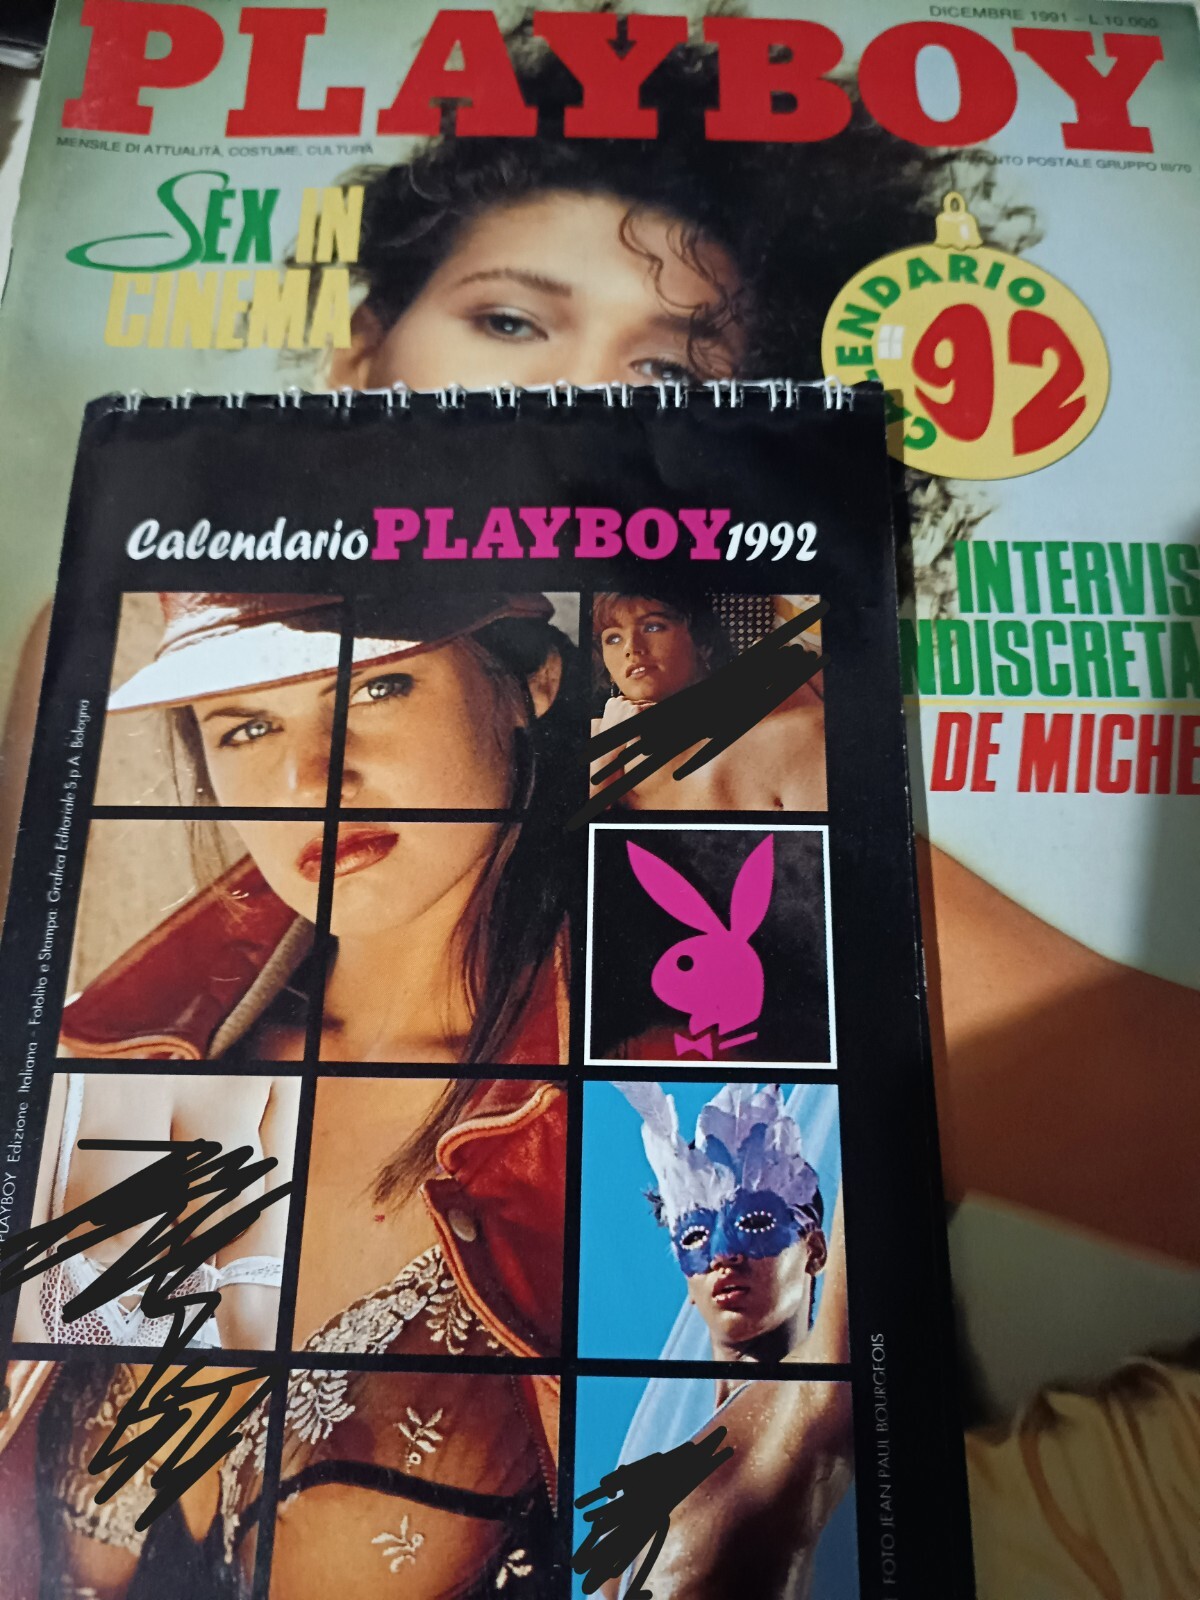 PLAYBOY
DICEMBRE 1991 - L.10.000
MENSILE DI ATTUALITÀ, COSTUME, CULTURA
POSTALE GRUPPO III/70
SEX IN
CINEMA
CALENDARIO
'92
INTERVIS
NDISCRETA
DE MICHE
Calendario PLAYBOY 1992
PLAYBOY Edizione Italiana - Fotolito e Stampa: Grafica Editoriale S.p.A. Bologna
FOTO JEAN PAUL BOURGEOIS